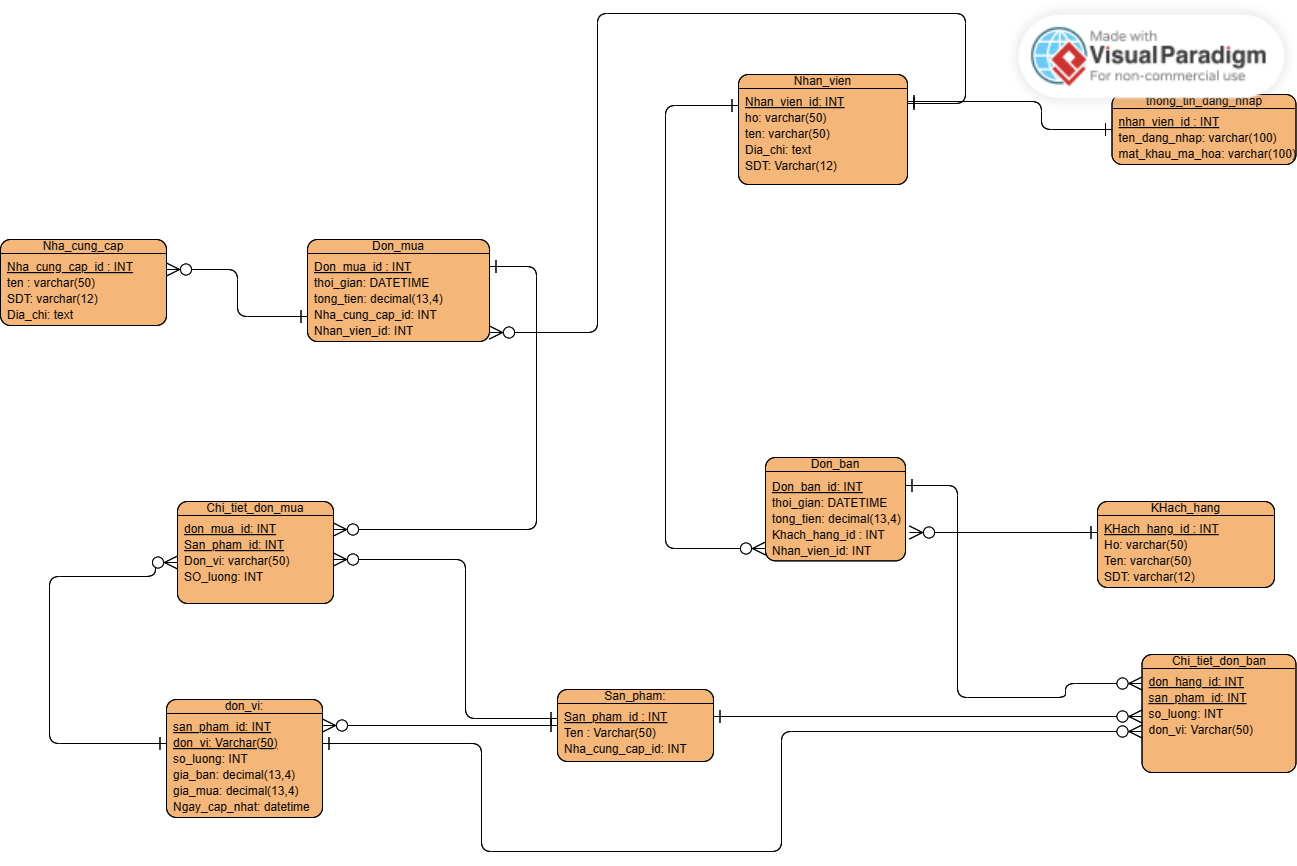 Made with
Visual Paradigm
For non-commercial use
Nhan_vien
Nhan_vien_id: INT
ho: varchar(50)
ten: varchar(50)
Dia_chi: text
SDT: Varchar(12)
thong_tin_dang_nhap
nhan_vien_id : INT
ten_dang_nhap: varchar(100)
mat_khau_ma_hoa: varchar(100)
Nha_cung_cap
Nha_cung_cap_id : INT
ten : varchar(50)
SDT: varchar(12)
Dia_chi: text
Don_mua
Don_mua_id : INT
thoi_gian: DATETIME
tong_tien: decimal(13,4)
Nha_cung_cap_id: INT
Nhan_vien_id: INT
Don_ban
Don_ban_id: INT
thoi_gian: DATETIME
tong_tien: decimal(13,4)
Khach_hang_id : INT
Nhan_vien_id: INT
Chi_tiet_don_mua
don_mua_id: INT
San_pham_id: INT
Don_vi: varchar(50)
SO_luong: INT
KHach_hang
KHach_hang_id : INT
Ho: varchar(50)
Ten: varchar(50)
SDT: varchar(12)
Chi_tiet_don_ban
don_hang_id: INT
san_pham_id: INT
so_luong: INT
don_vi: Varchar(50)
San_pham:
San_pham_id : INT
Ten : Varchar(50)
Nha_cung_cap_id: INT
don_vi:
san_pham_id: INT
don_vi: Varchar(50)
so_luong: INT
gia_ban: decimal(13,4)
gia_mua: decimal(13,4)
Ngay_cap_nhat: datetime